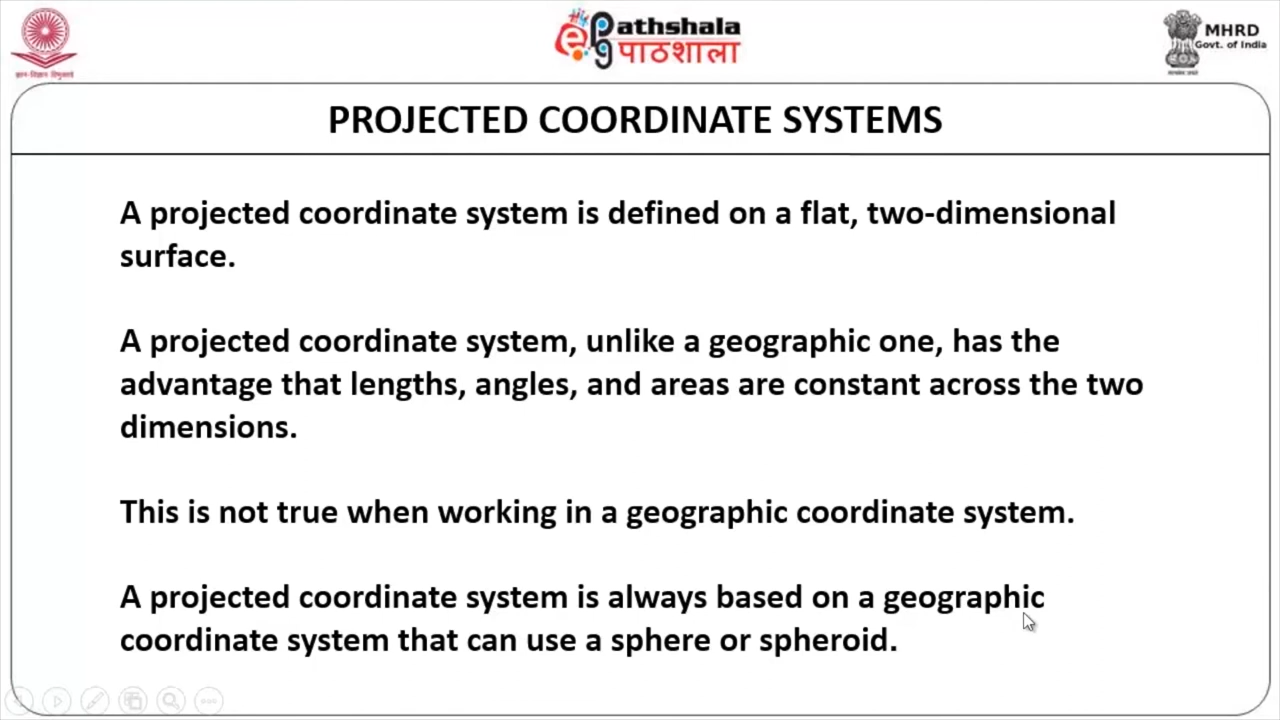 ePathshala
पाठशाला
MHRD
Govt. of India
PROJECTED COORDINATE SYSTEMS
A projected coordinate system is defined on a flat, two-dimensional
surface.
A projected coordinate system, unlike a geographic one, has the
advantage that lengths, angles, and areas are constant across the two
dimensions.
This is not true when working in a geographic coordinate system.
A projected coordinate system is always based on a geographic
coordinate system that can use a sphere or spheroid.